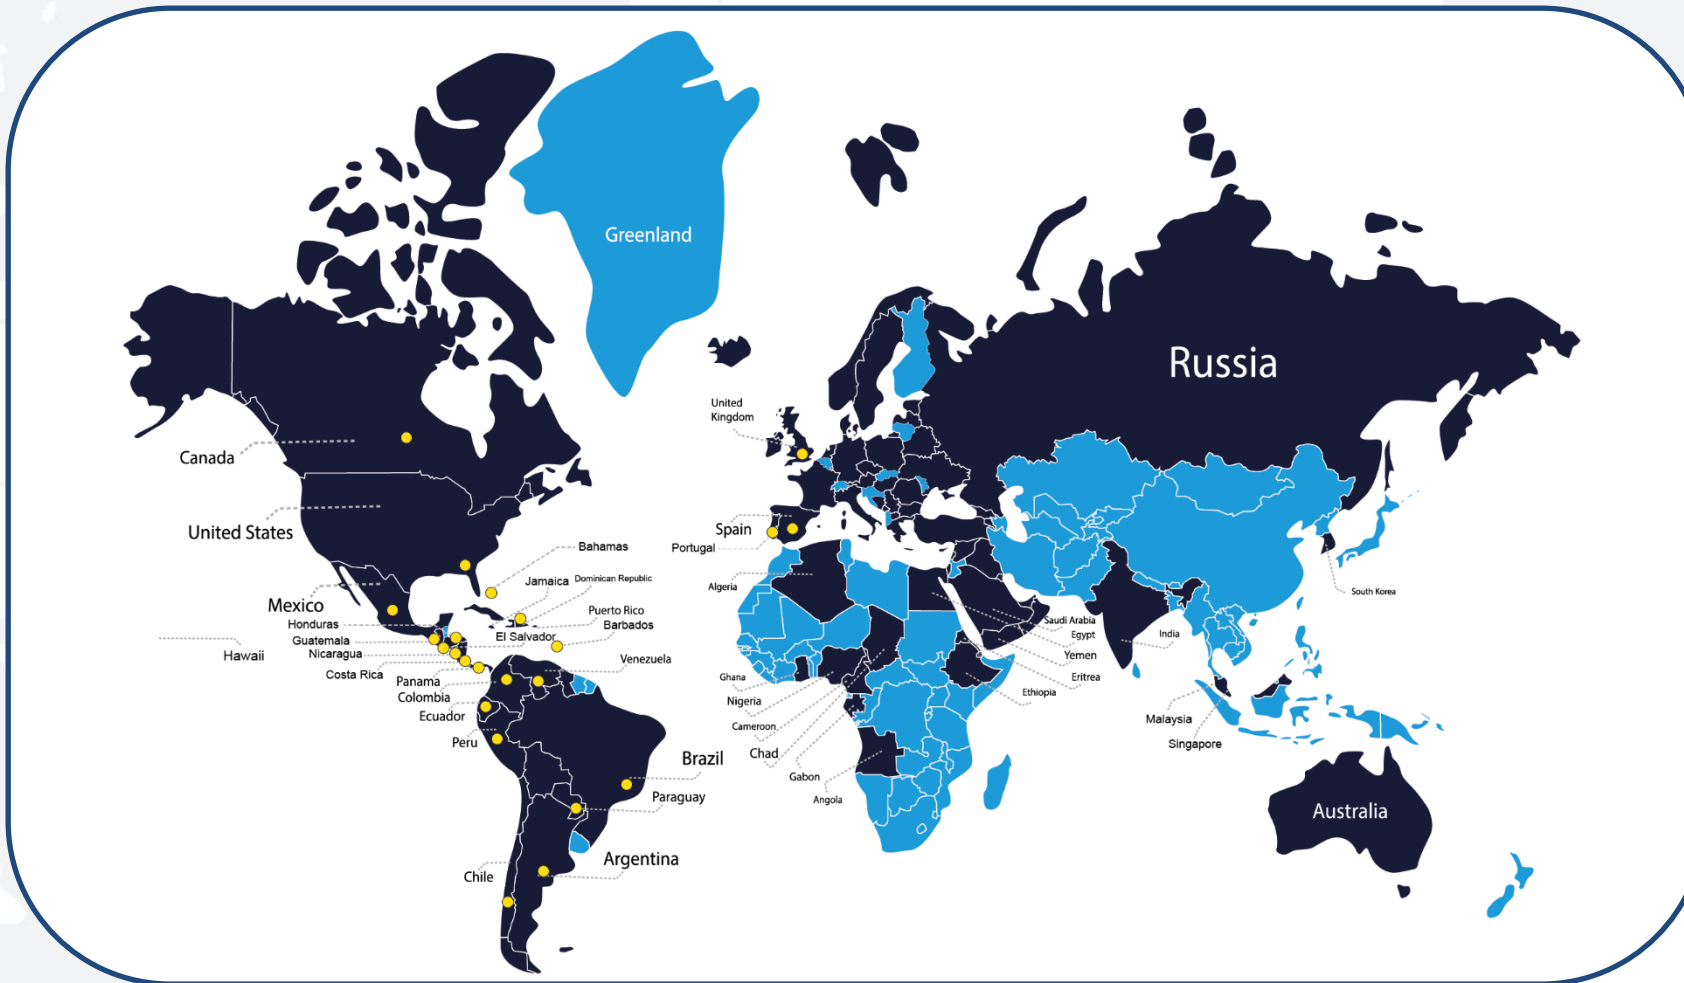 Greenland
Russia
United
Kingdom
Canada
United States
Spain
Portugal
Bahamas
Jamaica
Dominican Republic
Algeria
South Korea
Mexico
Honduras
Puerto Rico
Barbados
Guatemala
El Salvador
Nicaragua
Hawaii
Costa Rica
Venezuela
Panama
Colombia
Ecuador
Peru
Saudi Arabia
Egypt
India
Yemen
Eritrea
Ethiopia
Ghana
Nigeria
Cameroon
Chad
Gabon
Angola
Malaysia
Singapore
Brazil
Paraguay
Australia
Argentina
Chile